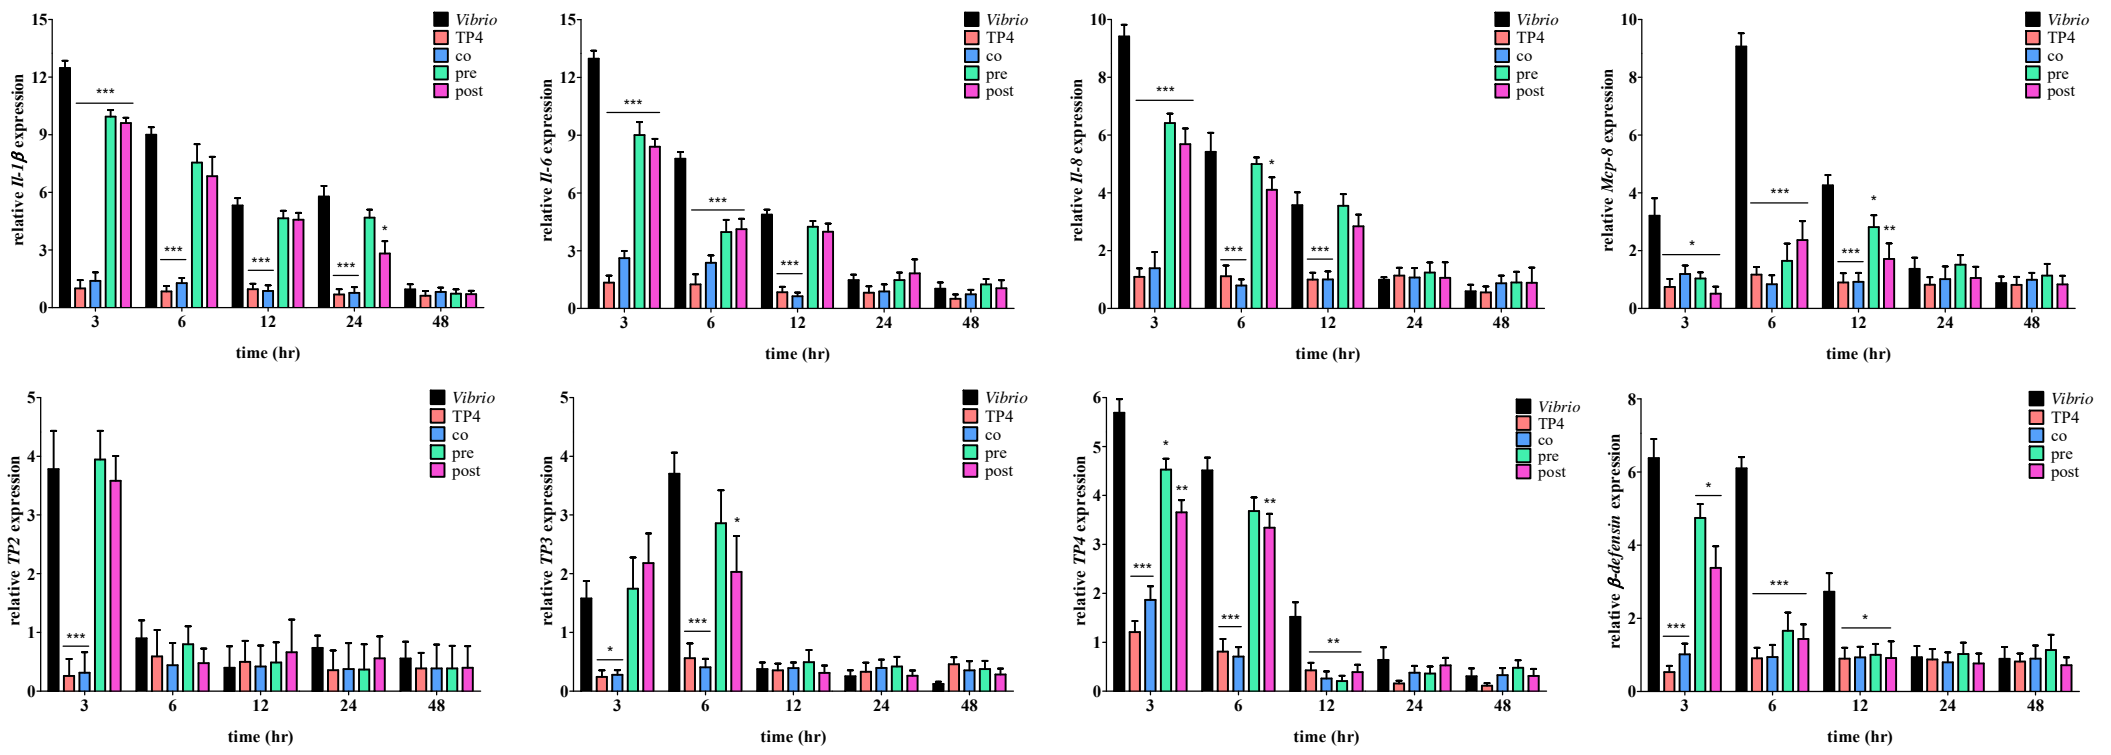 relative Il-1β expression
15
12
9
6
3
0
***
***
***
***
*
3 6 12 24 48
time (hr)
Vibrio
TP4
co
pre
post
relative Il-6 expression
15
12
9
6
3
0
***
***
***
3 6 12 24 48
time (hr)
Vibrio
TP4
co
pre
post
relative Il-8 expression
10
8
6
4
2
0
***
***
*
***
3 6 12 24 48
time (hr)
Vibrio
TP4
co
pre
post
relative Mcp-8 expression
10
8
6
4
2
0
*
***
***
*
**
3 6 12 24 48
time (hr)
Vibrio
TP4
co
pre
post
relative TP2 expression
5
4
3
2
1
0
***
3 6 12 24 48
time (hr)
Vibrio
TP4
co
pre
post
relative TP3 expression
5
4
3
2
1
0
*
***
*
3 6 12 24 48
time (hr)
Vibrio
TP4
co
pre
post
relative TP4 expression
6
5
4
3
2
1
0
***
*
**
***
**
**
3 6 12 24 48
time (hr)
Vibrio
TP4
co
pre
post
relative β-defensin expression
8
6
4
2
0
***
*
***
*
3 6 12 24 48
time (hr)
Vibrio
TP4
co
pre
post